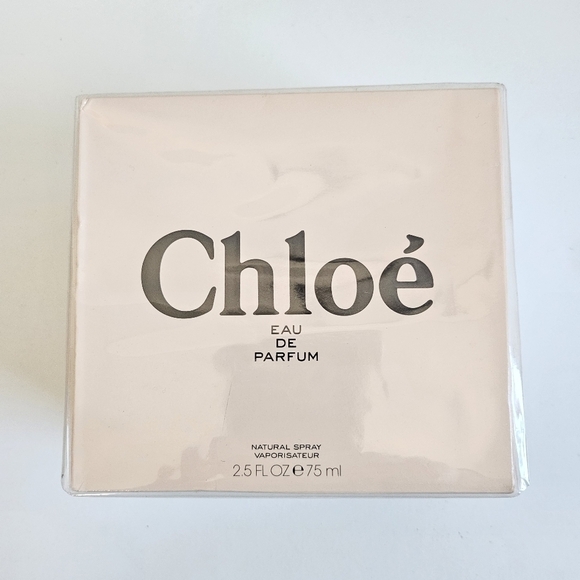 Chloé
EAU
DE
PARFUM
NATURAL SPRAY
VAPORISATEUR
2.5 FL OZ ℮ 75 ml